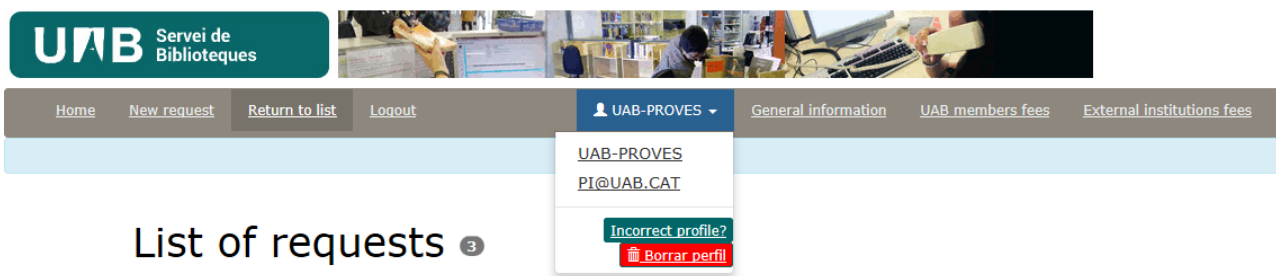 UAB Servei de
Biblioteques
Home New request Return to list Logout UAB-PROVES General information UAB members fees External institutions fees
UAB-PROVES
PI@UAB.CAT
Incorrect profile?
Borrar perfil
List of requests 3